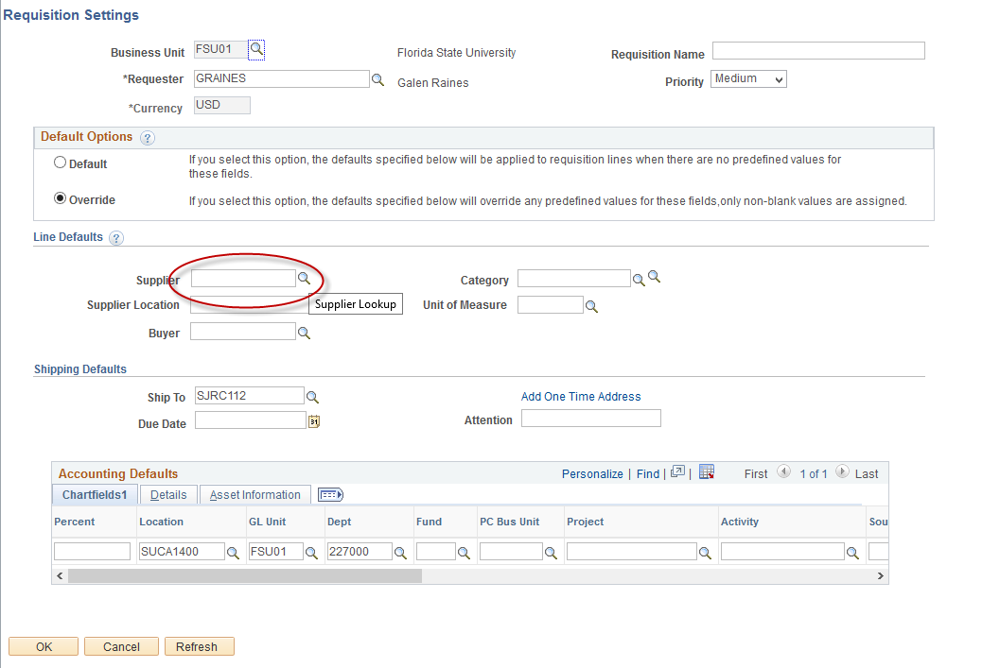 Requisition Settings
Business Unit FSU01 Florida State University Requisition Name
*Requester GRAINES Galen Raines Priority Medium
*Currency USD
Default Options ?
Default If you select this option, the defaults specified below will be applied to requisition lines when there are no predefined values for
these fields.
Override If you select this option, the defaults specified below will override any predefined values for these fields,only non-blank values are assigned.
Line Defaults ?
Supplier Category
Supplier Location Supplier Lookup Unit of Measure
Buyer
Shipping Defaults
Ship To SJRC112 Add One Time Address
Due Date 31 Attention
Accounting Defaults Personalize | Find | | First 1 of 1 Last
Chartfields1 Details Asset Information
Percent Location GL Unit Dept Fund PC Bus Unit Project Activity Sou
SUCA1400 FSU01 227000
OK Cancel Refresh